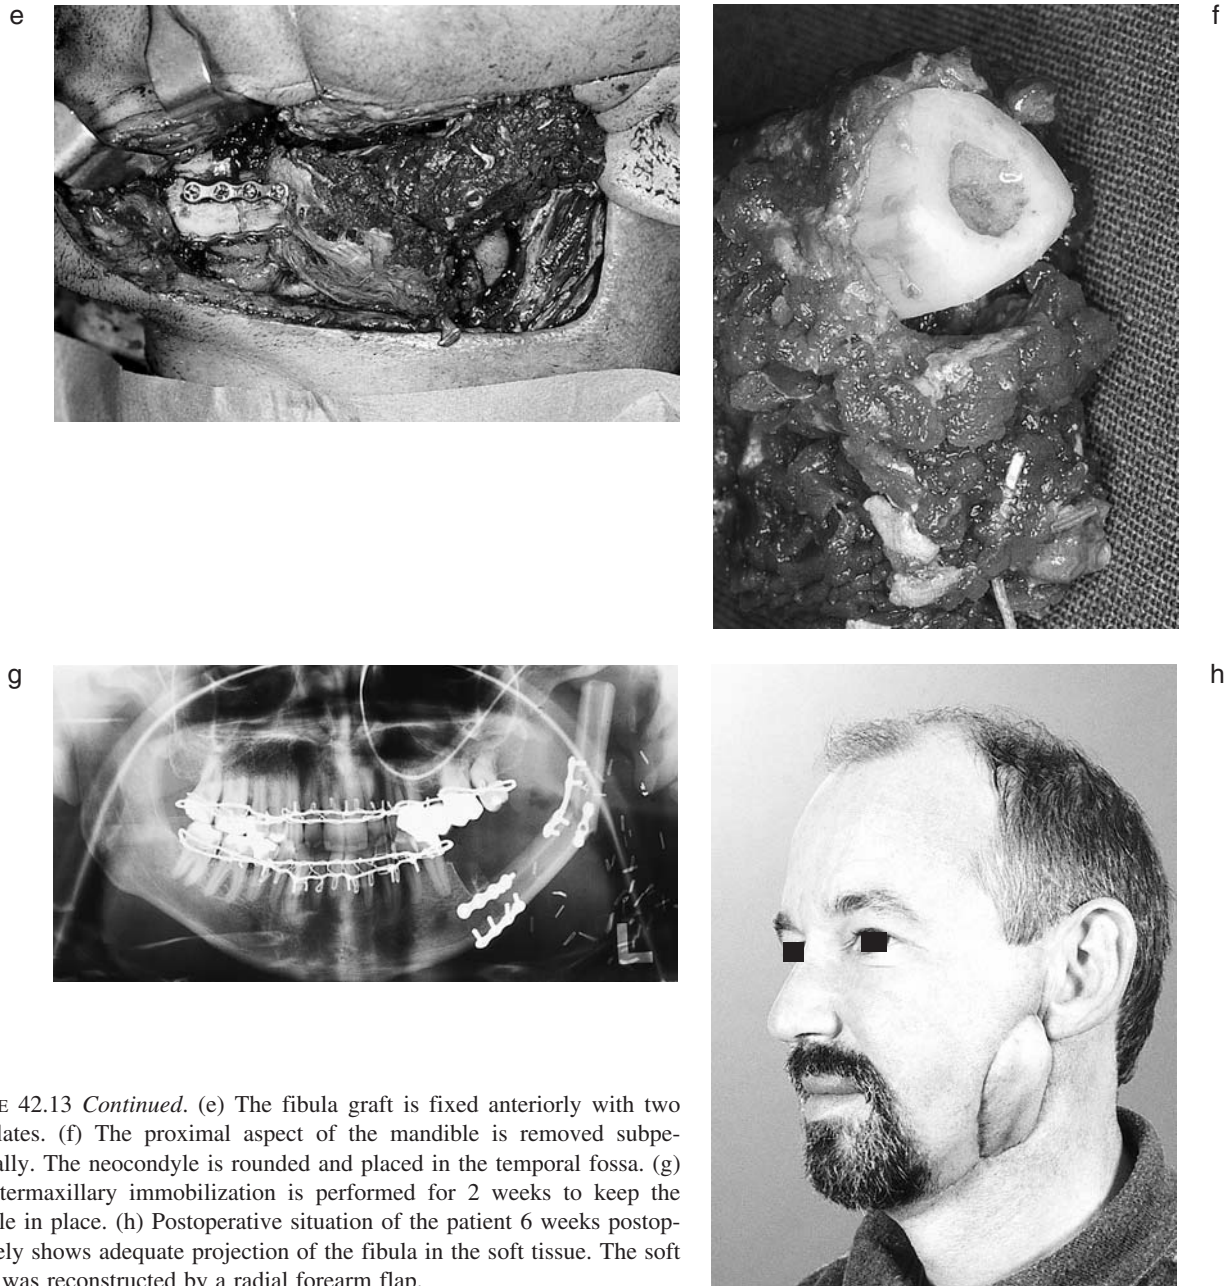 e
f
g
h
L
E 42.13 Continued. (e) The fibula graft is fixed anteriorly with two
lates. (f) The proximal aspect of the mandible is removed subpe-
ally. The neocondyle is rounded and placed in the temporal fossa. (g)
termaxillary immobilization is performed for 2 weeks to keep the
le in place. (h) Postoperative situation of the patient 6 weeks postop-
ely shows adequate projection of the fibula in the soft tissue. The soft
was reconstructed by a radial forearm flap.